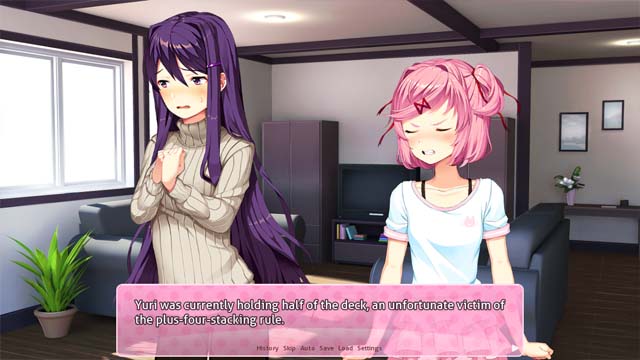 Yuri was currently holding half of the deck, an unfortunate victim of
the plus-four-stacking rule.
History Skip Auto Save Load Settings